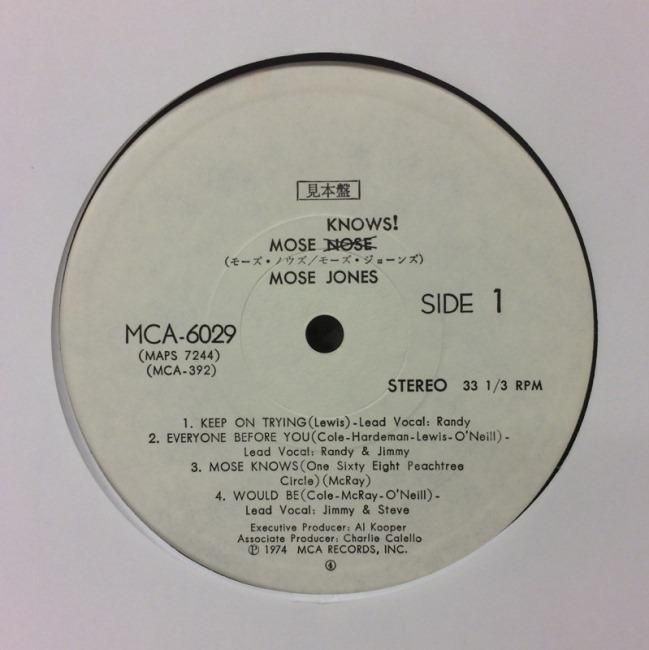 見本盤
KNOWS!
MOSE NOSE
(モーズ・ノウズ/モーズ・ジョーンズ)
MOSE JONES
SIDE 1
MCA-6029
(MAPS 7244)
(MCA-392)
STEREO 33 1/3 RPM
1. KEEP ON TRYING(Lewis)-Lead Vocal: Randy
2. EVERYONE BEFORE YOU(Cole-Hardeman-Lewis-O'Neill)-
Lead Vocal: Randy & Jimmy
3. MOSE KNOWS(One Sixty Eight Peachtree
Circle)(McRay)
4. WOULD BE(Cole-McRay-O'Neill)-
Lead Vocal: Jimmy & Steve
Executive Producer: Al Kooper
Associate Producer: Charlie Calello
Ⓟ 1974 MCA RECORDS, INC.
④